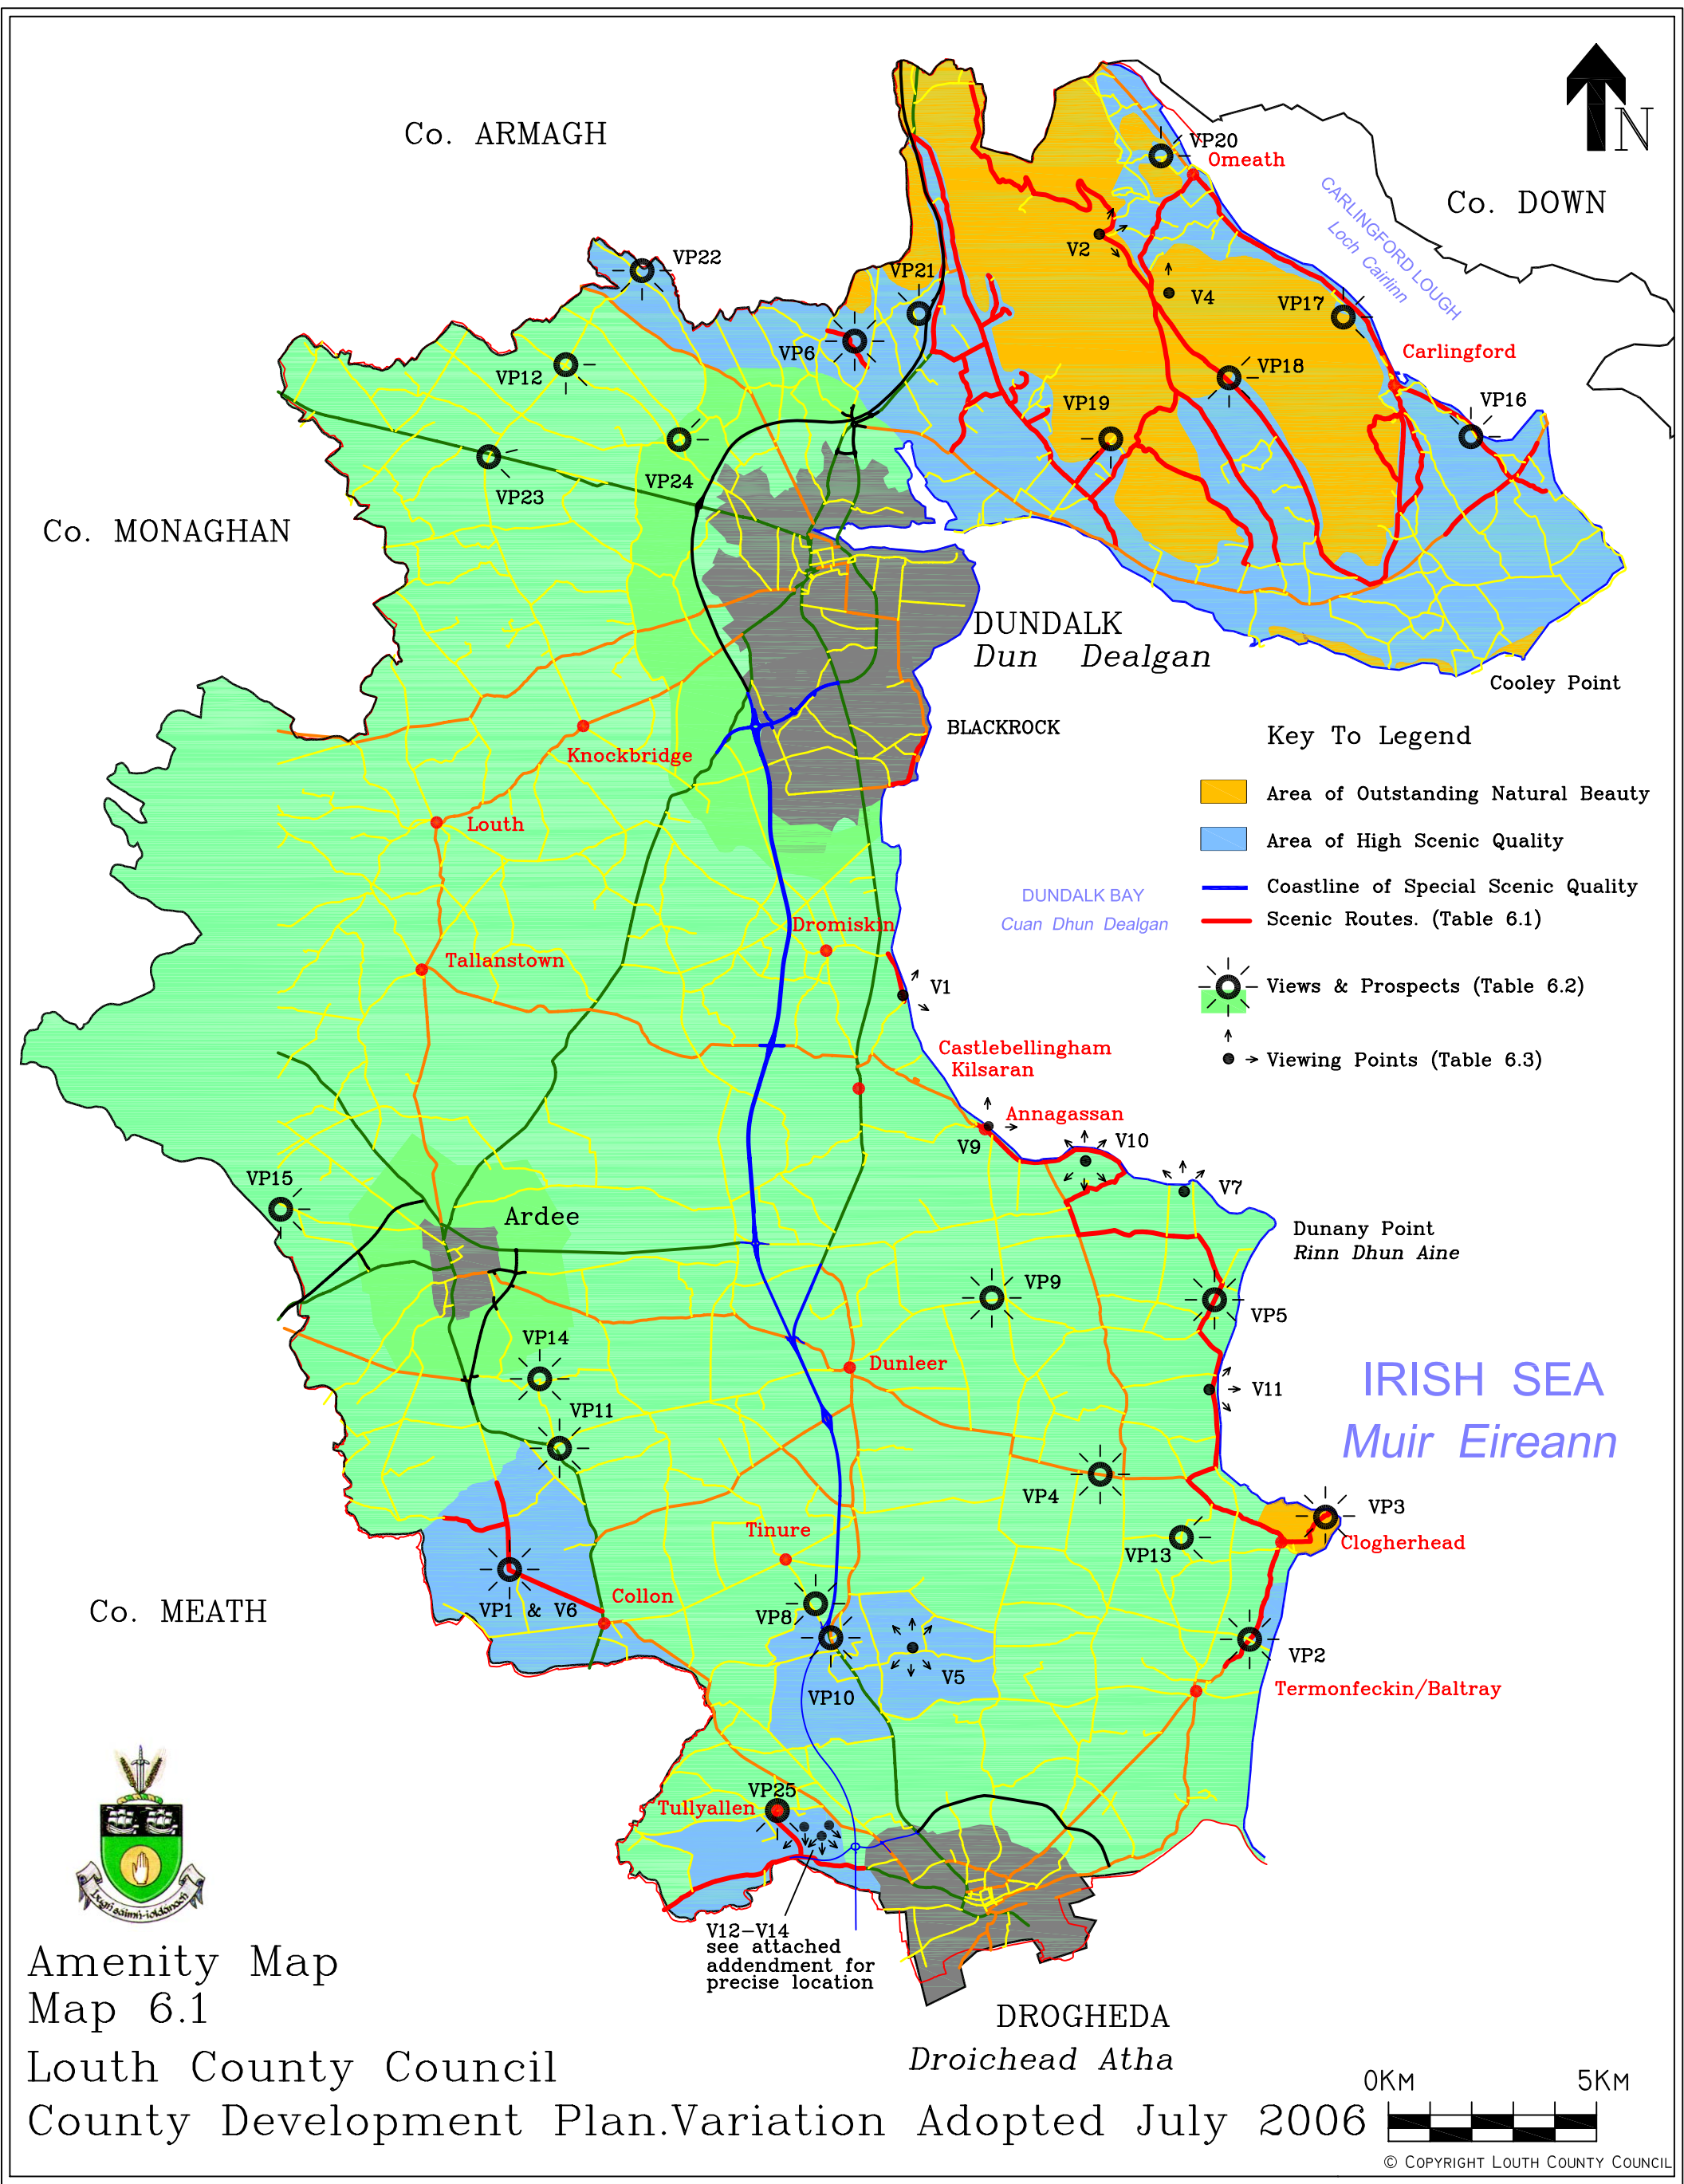 N
Co. ARMAGH
VP20
Omeath
Co. DOWN
CARLINGFORD LOUGH
Loch Cairlinn
V2
VP22
VP21
V4
VP17
VP6
Carlingford
VP12
VP18
VP16
VP19
VP24
VP23
Co. MONAGHAN
DUNDALK
Dun Dealgan
Cooley Point
BLACKROCK
Key To Legend
Knockbridge
Area of Outstanding Natural Beauty
Louth
Area of High Scenic Quality
DUNDALK BAY
Coastline of Special Scenic Quality
Cuan Dhun Dealgan
Scenic Routes. (Table 6.1)
Dromiskin
Tallanstown
V1
Views & Prospects (Table 6.2)
Castlebellingham
Kilsaran
Viewing Points (Table 6.3)
Annagassan
V9
V10
VP15
V7
Ardee
Dunany Point
Rinn Dhun Aine
VP9
VP5
VP14
Dunleer
V11
IRISH SEA
Muir Eireann
VP11
VP4
VP3
Tinure
VP13
Clogherhead
Collon
VP1 & V6
VP8
VP2
V5
VP10
Termonfeckin/Baltray
VP25
Tullyallen
V12-V14
see attached
addendment for
precise location
Amenity Map
Map 6.1
DROGHEDA
Droichead Atha
Louth County Council
0KM 5KM
County Development Plan.Variation Adopted July 2006
© COPYRIGHT LOUTH COUNTY COUNCIL